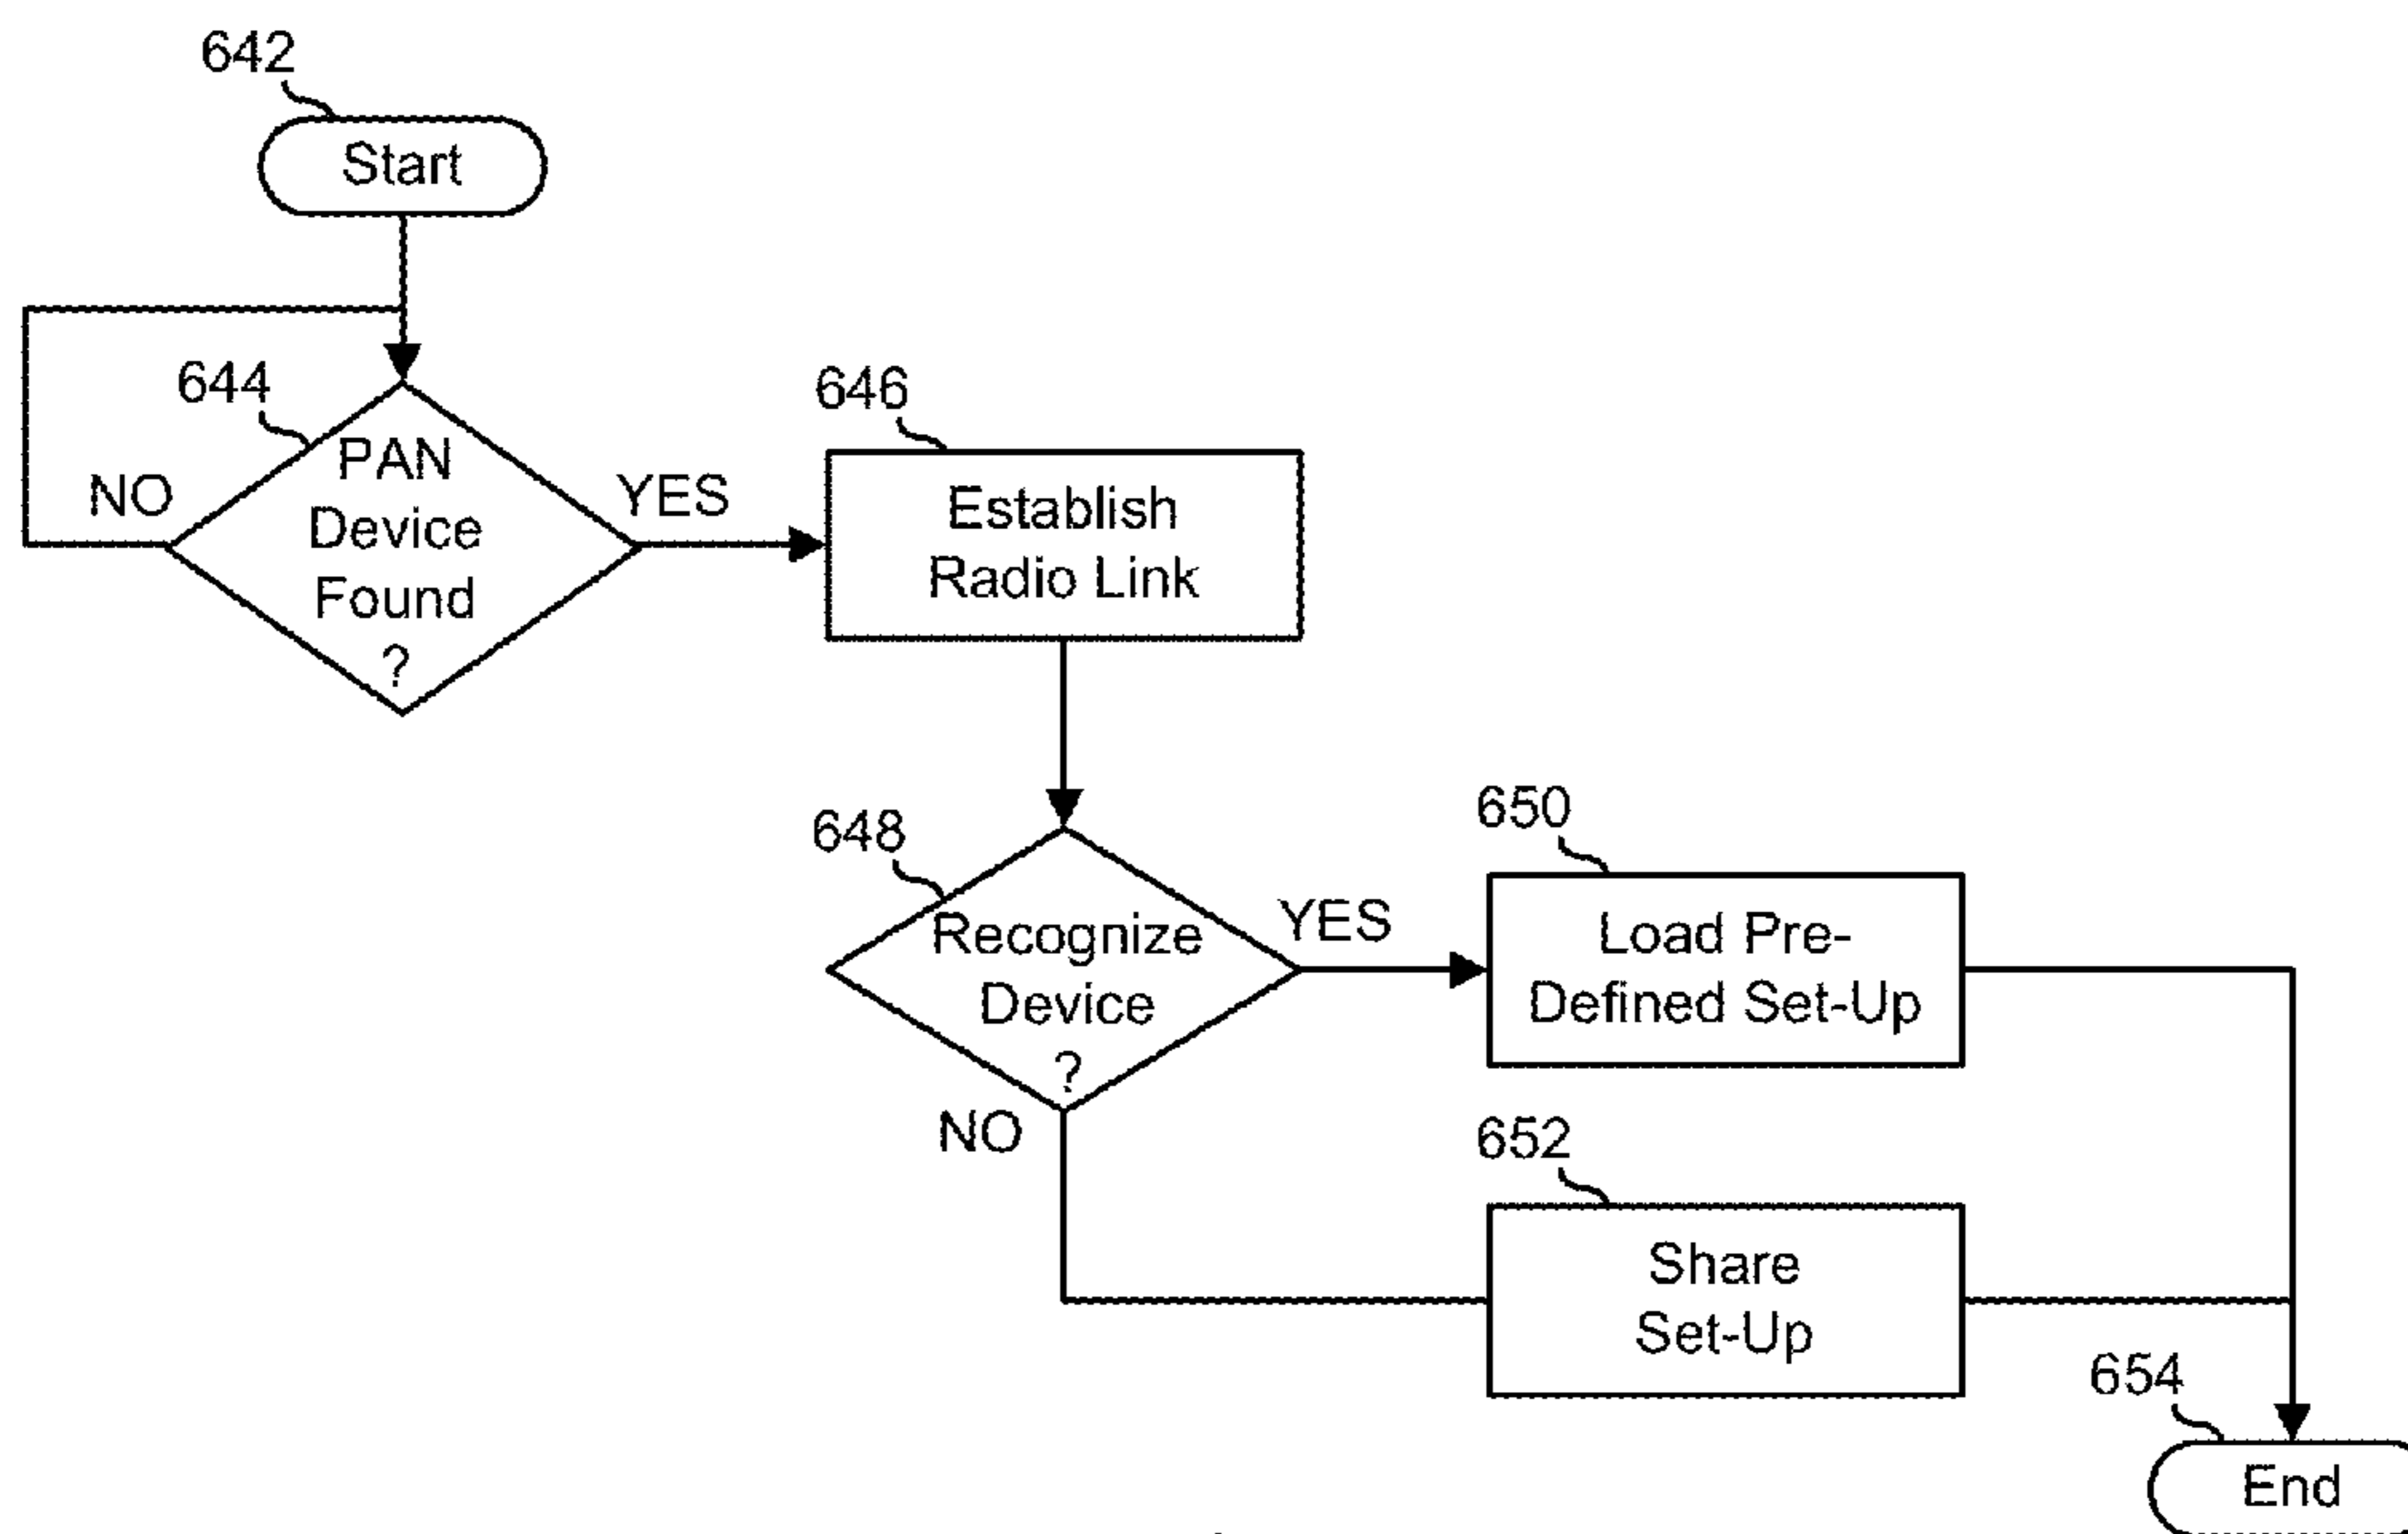 642
Start
644
PAN
Device
Found
?
NO
YES
646
Establish
Radio Link
648
Recognize
Device
?
YES
NO
650
Load Pre-
Defined Set-Up
652
Share
Set-Up
654
End